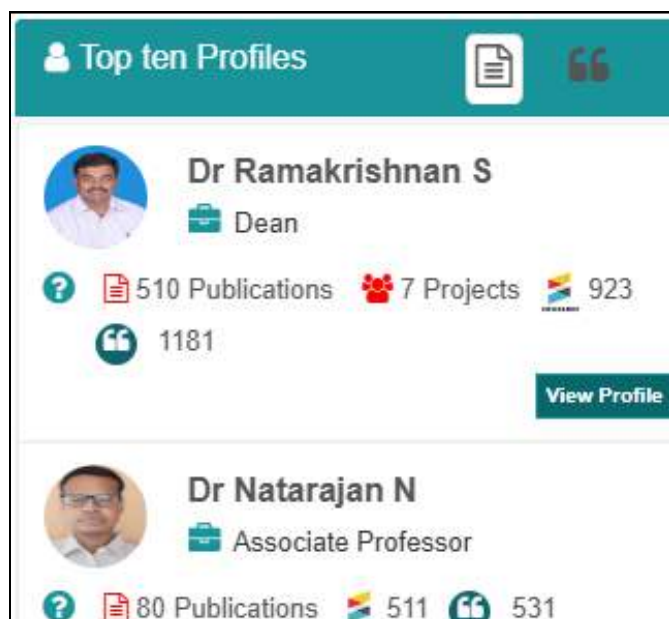 Top ten Profiles
Dr Ramakrishnan S
Dean
510 Publications 7 Projects 923
1181
View Profile
Dr Natarajan N
Associate Professor
80 Publications 511 531